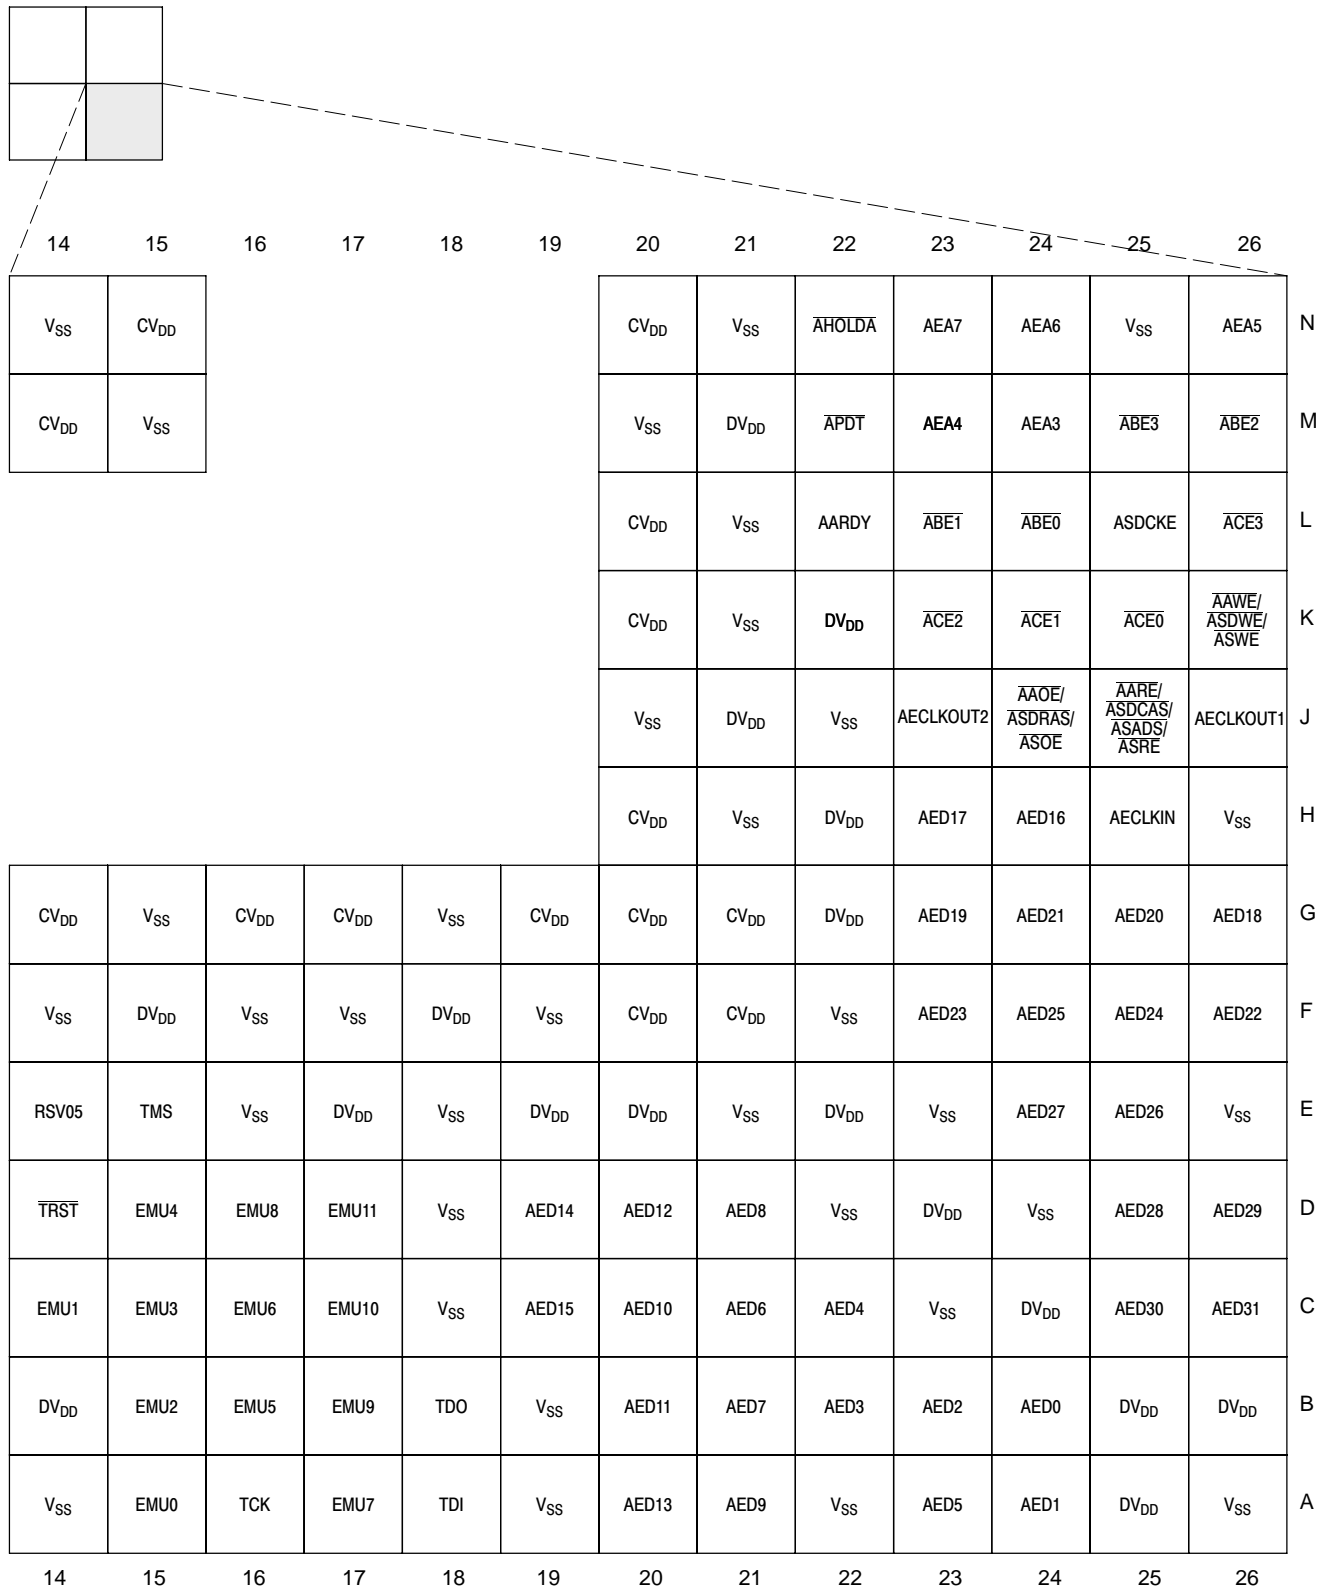 14 15 16 17 18 19 20 21 22 23 24 25 26
VSS CVDD CVDD VSS AHOLDA AEA7 AEA6 VSS AEA5 N
CVDD VSS VSS DVDD APDT AEA4 AEA3 ABE3 ABE2 M
CVDD VSS AARDY ABE1 ABE0 ASDCKE ACE3 L
CVDD VSS DVDD ACE2 ACE1 ACE0 AAWE/ ASDWE/ ASWE K
VSS DVDD VSS AECLKOUT2 AAOE/ ASDRAS/ ASOE AARE/ ASDCAS/ ASADS/ ASRE AECLKOUT1 J
CVDD VSS DVDD AED17 AED16 AECLKIN VSS H
CVDD VSS CVDD CVDD VSS CVDD CVDD CVDD DVDD AED19 AED21 AED20 AED18 G
VSS DVDD VSS VSS DVDD VSS CVDD CVDD VSS AED23 AED25 AED24 AED22 F
RSV05 TMS VSS DVDD VSS DVDD DVDD VSS DVDD VSS AED27 AED26 VSS E
TRST EMU4 EMU8 EMU11 VSS AED14 AED12 AED8 VSS DVDD VSS AED28 AED29 D
EMU1 EMU3 EMU6 EMU10 VSS AED15 AED10 AED6 AED4 VSS DVDD AED30 AED31 C
DVDD EMU2 EMU5 EMU9 TDO VSS AED11 AED7 AED3 AED2 AED0 DVDD DVDD B
VSS EMU0 TCK EMU7 TDI VSS AED13 AED9 VSS AED5 AED1 DVDD VSS A
14 15 16 17 18 19 20 21 22 23 24 25 26